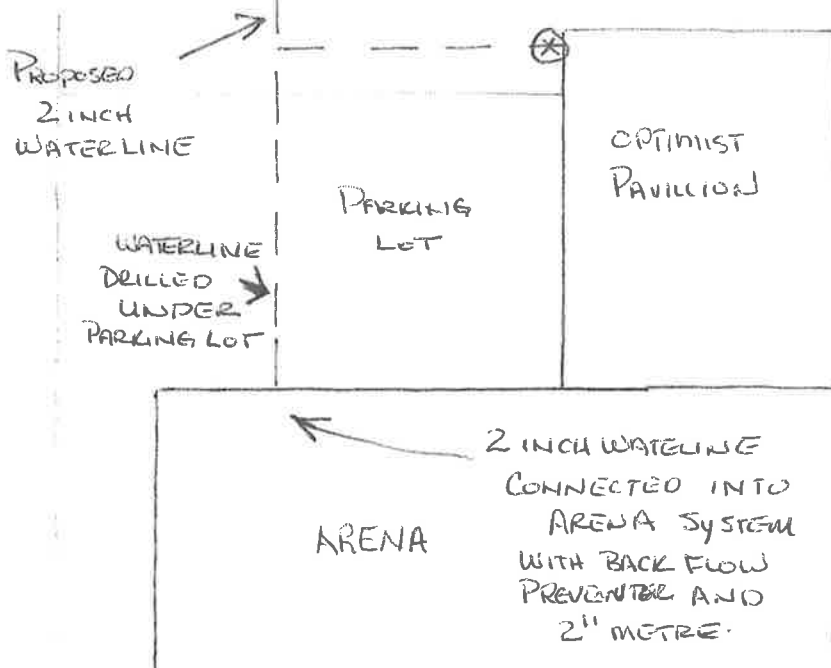 PROPOSED
2 INCH
WATERLINE
OPTIMIST
PAVILLION
PARKING
LOT
WATERLINE
DRILLED
UNDER
PARKING LOT
2 INCH WATELINE
CONNECTED INTO
ARENA SYSTEM
WITH BACK FLOW
PREVENTER AND
2" METRE.
ARENA